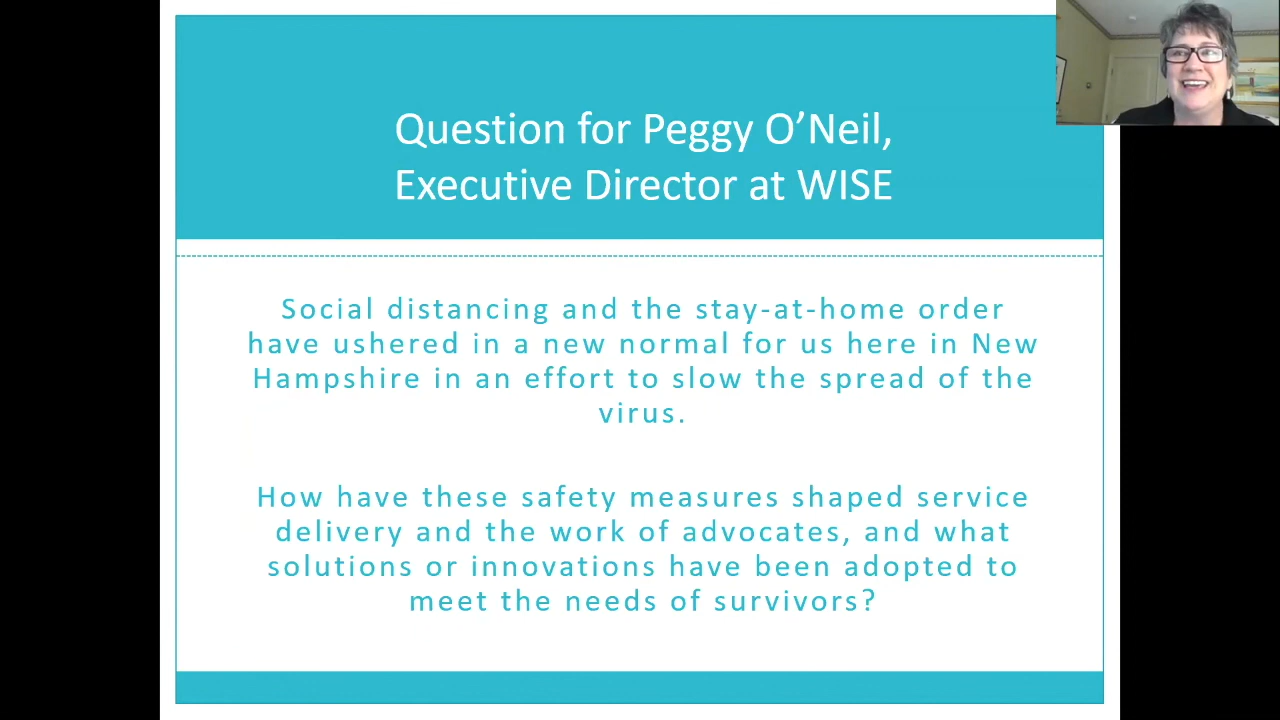 Question for Peggy O’Neil,
Executive Director at WISE
Social distancing and the stay-at-home order
have ushered in a new normal for us here in New
Hampshire in an effort to slow the spread of the
virus.
How have these safety measures shaped service
delivery and the work of advocates, and what
solutions or innovations have been adopted to
meet the needs of survivors?